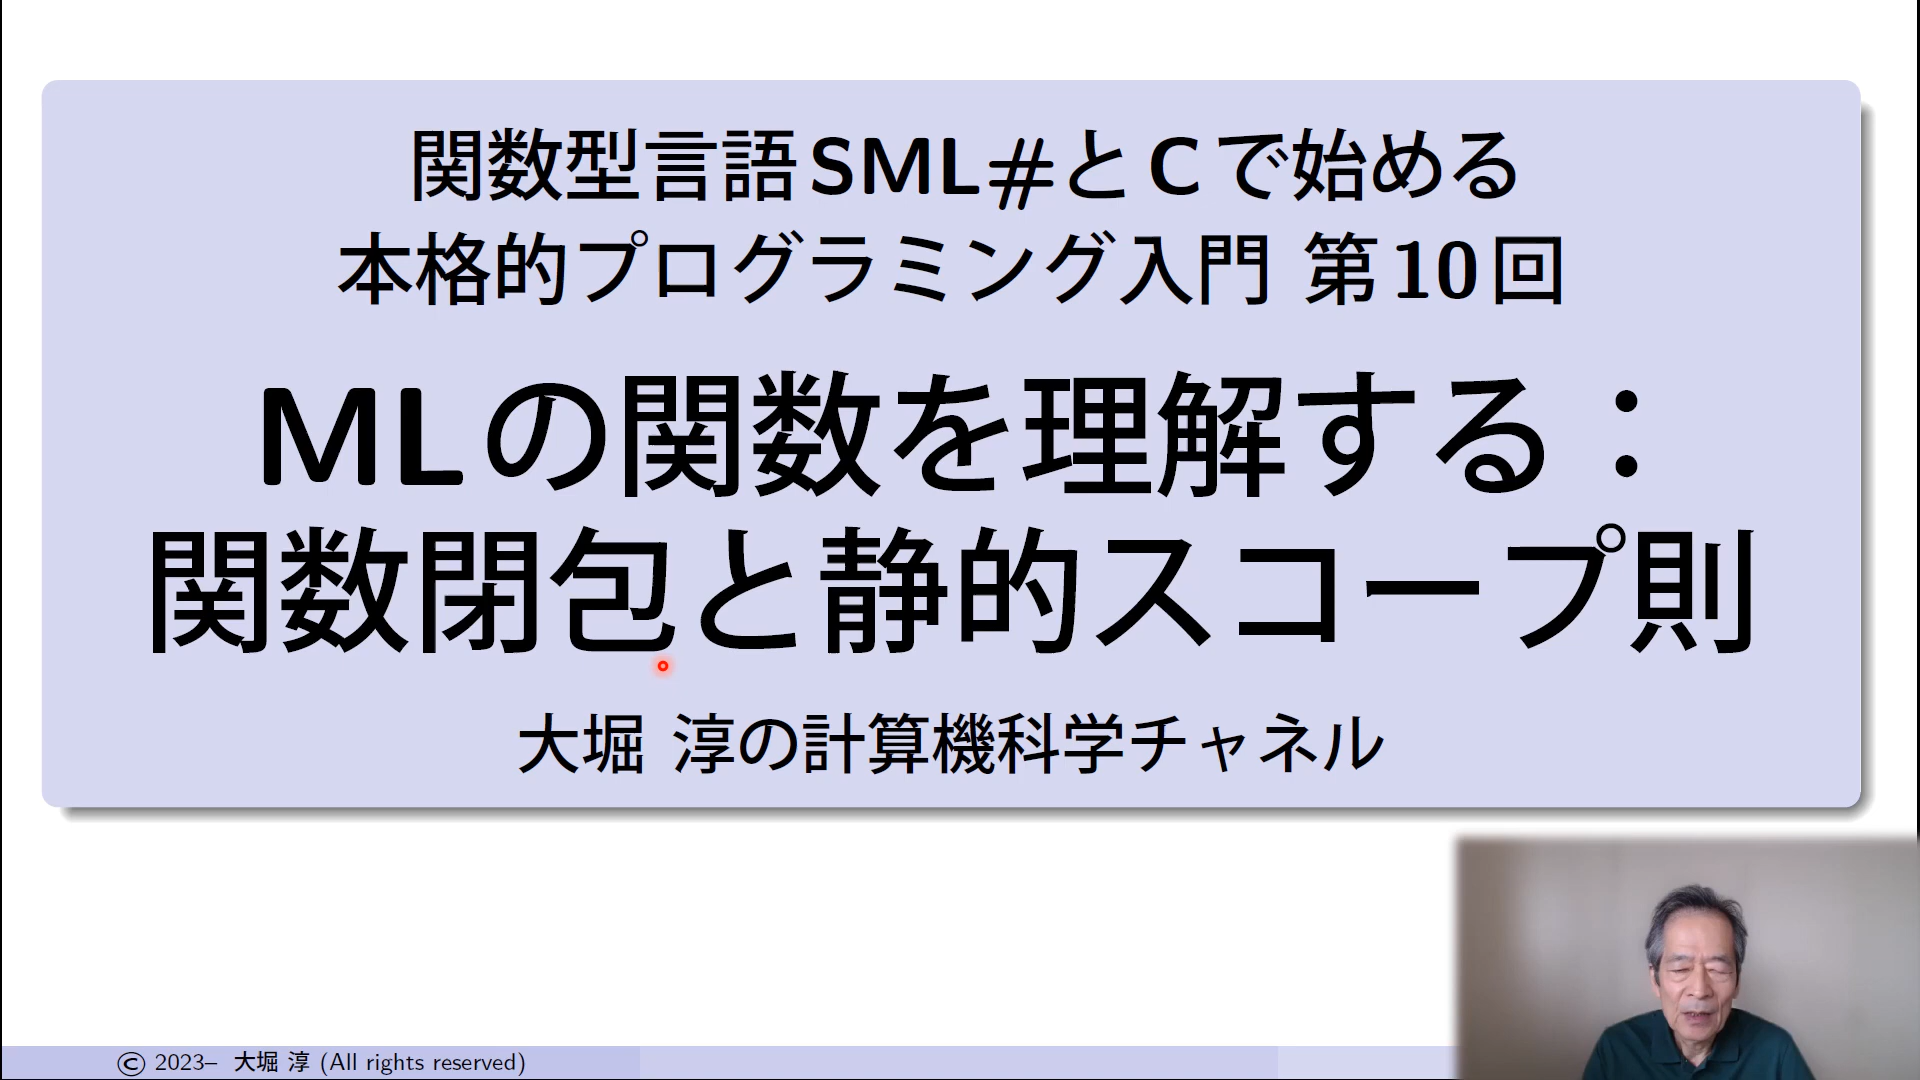 関数型言語SML#とCで始める
本格的プログラミング入門 第10回
MLの関数を理解する：
関数閉包と静的スコープ則
大堀 淳の計算機科学チャネル
© 2023– 大堀 淳 (All rights reserved)